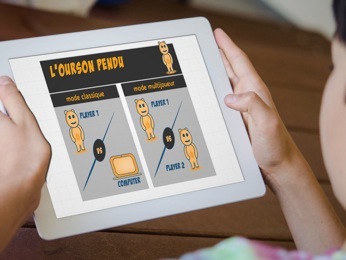 L'OURSON PENDU
mode classique
mode multijoueur
PLAYER 1
VS
COMPUTER
PLAYER 1
VS
PLAYER 2